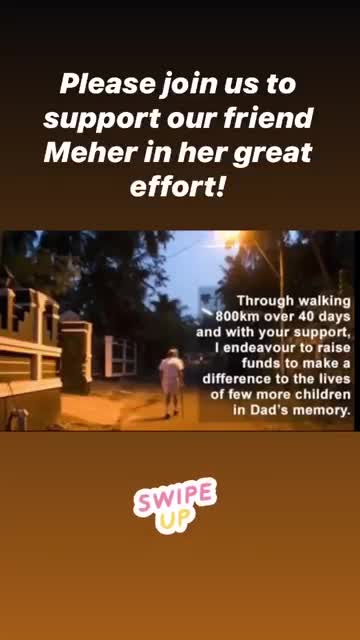 Please join us to
support our friend
Meher in her great
effort!
Through walking
800km over 40 days
and with your support,
I endeavour to raise
funds to make a
difference to the lives
of few more children
in Dad's memory.
SWIPE
UP